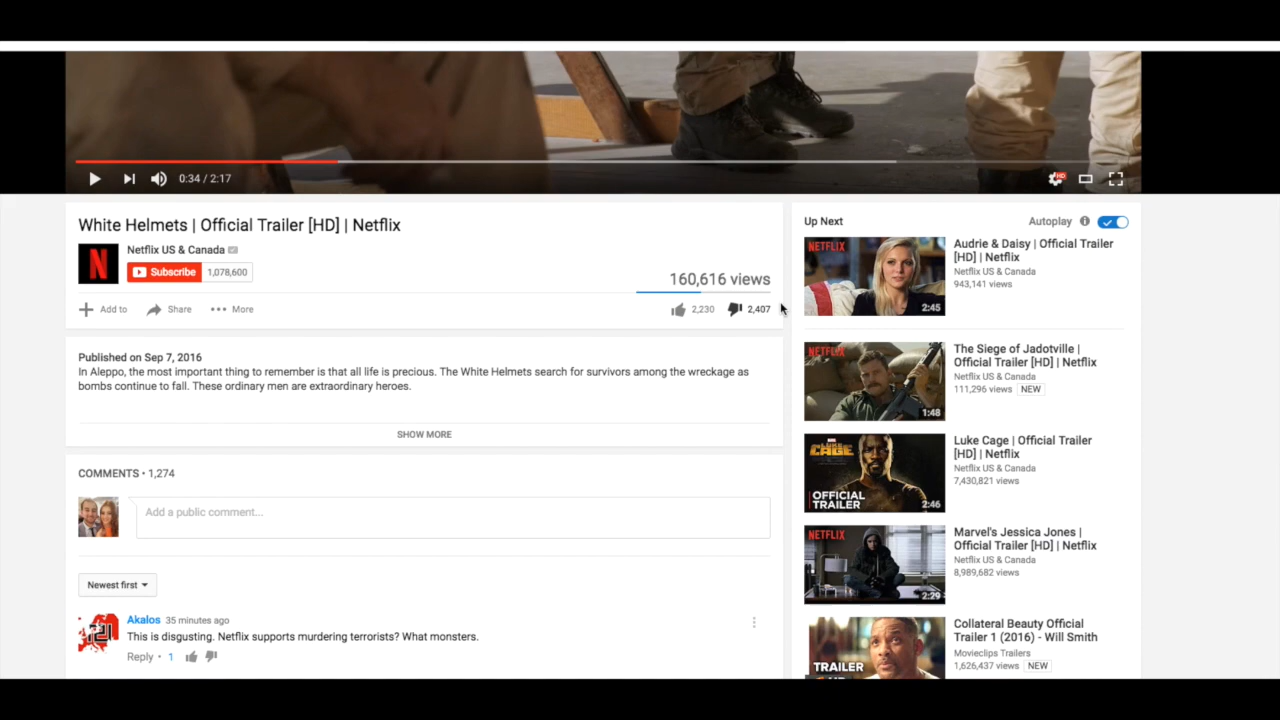 HD
0:34 / 2:17
White Helmets | Official Trailer [HD] | Netflix
N
Netflix US & Canada
Subscribe 1,078,600
160,616 views
Add to Share More
2,230 2,407
Published on Sep 7, 2016
In Aleppo, the most important thing to remember is that all life is precious. The White Helmets search for survivors among the wreckage as
bombs continue to fall. These ordinary men are extraordinary heroes.
SHOW MORE
COMMENTS • 1,274
Add a public comment...
Newest first
Akalos 35 minutes ago
This is disgusting. Netflix supports murdering terrorists? What monsters.
Reply • 1
Up Next
Autoplay
NETFLIX
2:45
Audrie & Daisy | Official Trailer
[HD] | Netflix
Netflix US & Canada
943,141 views
NETFLIX
1:48
The Siege of Jadotville |
Official Trailer [HD] | Netflix
Netflix US & Canada
111,296 views NEW
LUKE
CAGE
OFFICIAL
TRAILER
2:46
Luke Cage | Official Trailer
[HD] | Netflix
Netflix US & Canada
7,430,821 views
NETFLIX
2:29
Marvel's Jessica Jones |
Official Trailer [HD] | Netflix
Netflix US & Canada
8,989,682 views
TRAILER
Collateral Beauty Official
Trailer 1 (2016) - Will Smith
Movieclips Trailers
1,626,437 views NEW